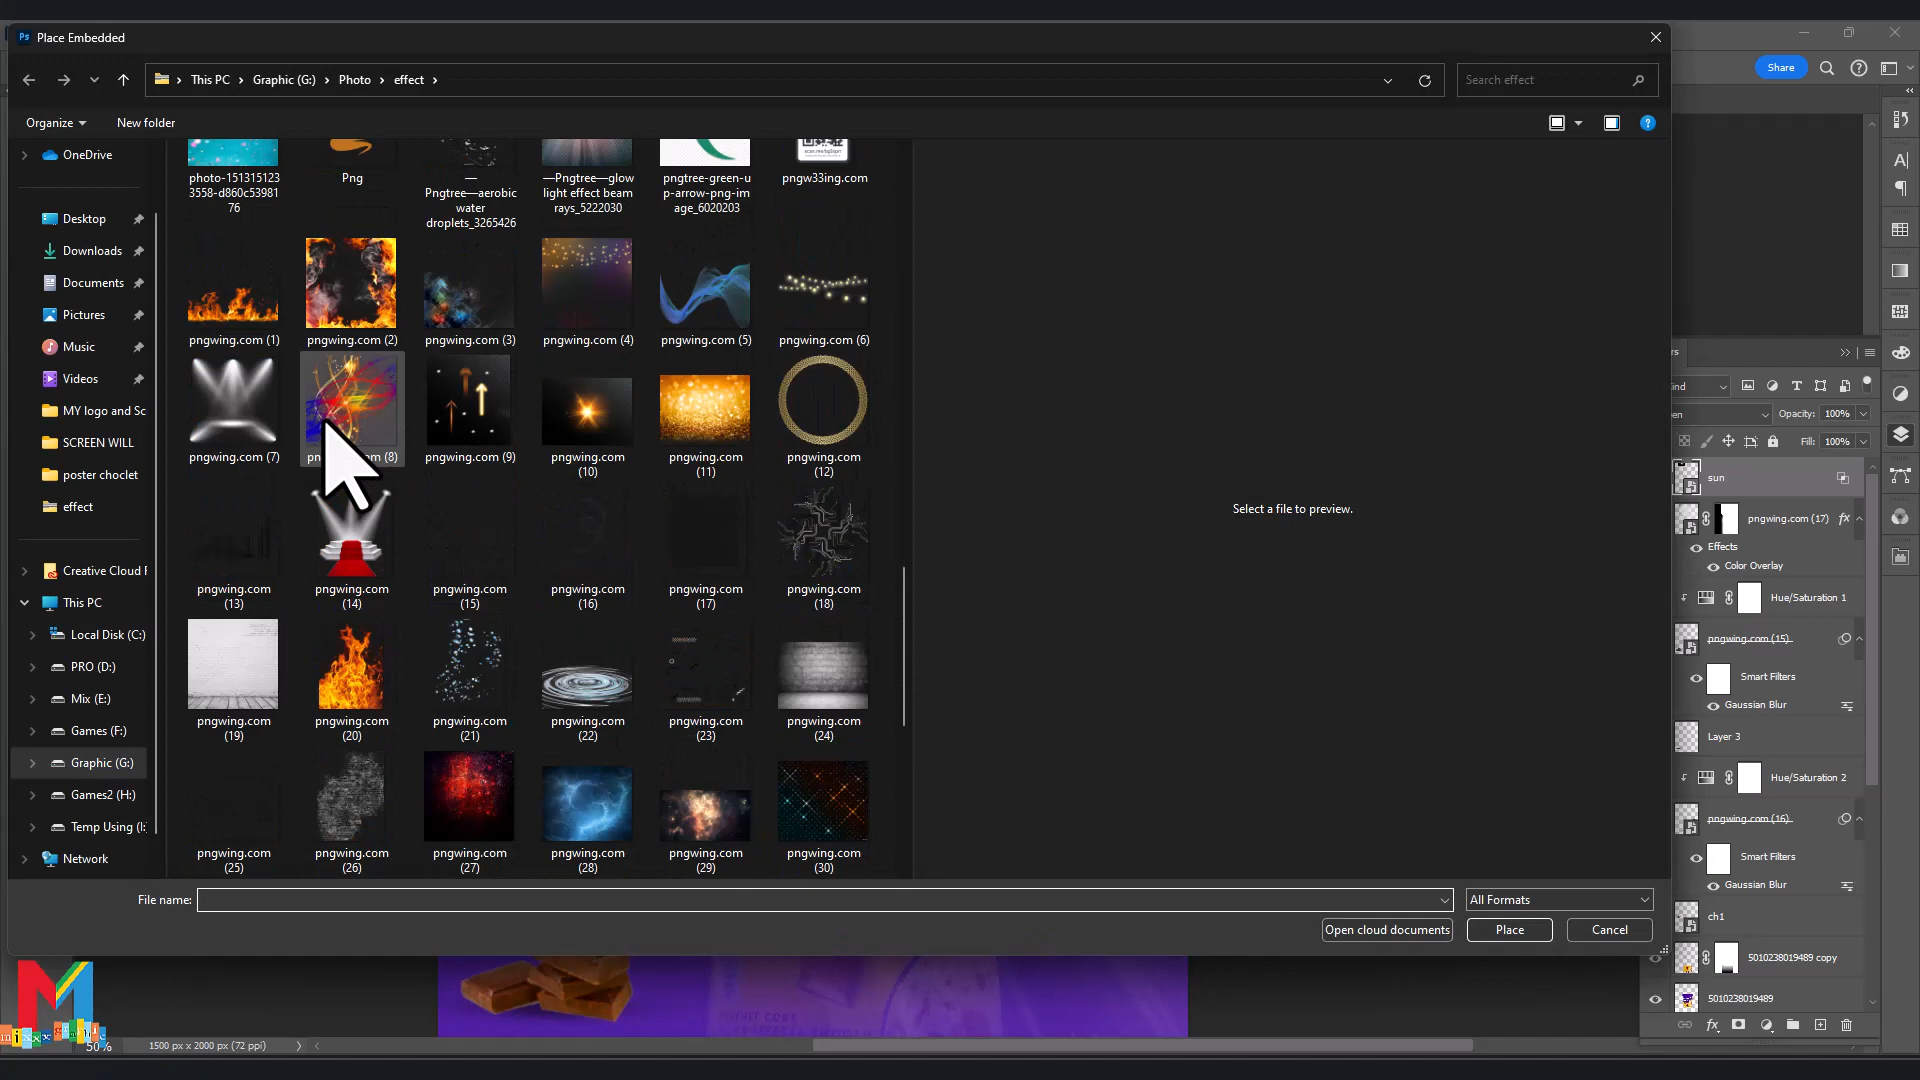 Ps Place Embedded
This PC > Graphic (G:) > Photo > effect >
Search effect
Share
Organize
New folder
OneDrive
Desktop
Downloads
Documents
Pictures
Music
Videos
MY logo and Sc
SCREEN WILL
poster choclet
effect
Creative Cloud F
This PC
Local Disk (C:)
PRO (D:)
Mix (E:)
Games (F:)
Graphic (G:)
Games2 (H:)
Temp Using (I:
Network
photo-151315123
3558-d860c53981
76
Png
—
Pngtree—aerobic
water
droplets_3265426
—Pngtree—glow
light effect beam
rays_5222030
pngtree-green-u
p-arrow-png-im
age_6020203
pngw33ing.com
pngwing.com (1)
pngwing.com (2)
pngwing.com (3)
pngwing.com (4)
pngwing.com (5)
pngwing.com (6)
pngwing.com (7)
pngwing.com (8)
pngwing.com (9)
pngwing.com
(10)
pngwing.com
(11)
pngwing.com
(12)
pngwing.com
(13)
pngwing.com
(14)
pngwing.com
(15)
pngwing.com
(16)
pngwing.com
(17)
pngwing.com
(18)
pngwing.com
(19)
pngwing.com
(20)
pngwing.com
(21)
pngwing.com
(22)
pngwing.com
(23)
pngwing.com
(24)
pngwing.com
(25)
pngwing.com
(26)
pngwing.com
(27)
pngwing.com
(28)
pngwing.com
(29)
pngwing.com
(30)
Select a file to preview.
File name:
All Formats
Open cloud documents
Place
Cancel
rs
ind
en
Opacity: 100%
Fill: 100%
sun
pngwing.com (17) fx
Effects
Color Overlay
Hue/Saturation 1
pngwing.com (15)
Smart Filters
Gaussian Blur
Layer 3
Hue/Saturation 2
pngwing.com (16)
Smart Filters
Gaussian Blur
ch1
5010238019489 copy
5010238019489
fx
50%
1500 px x 2000 px (72 ppi)